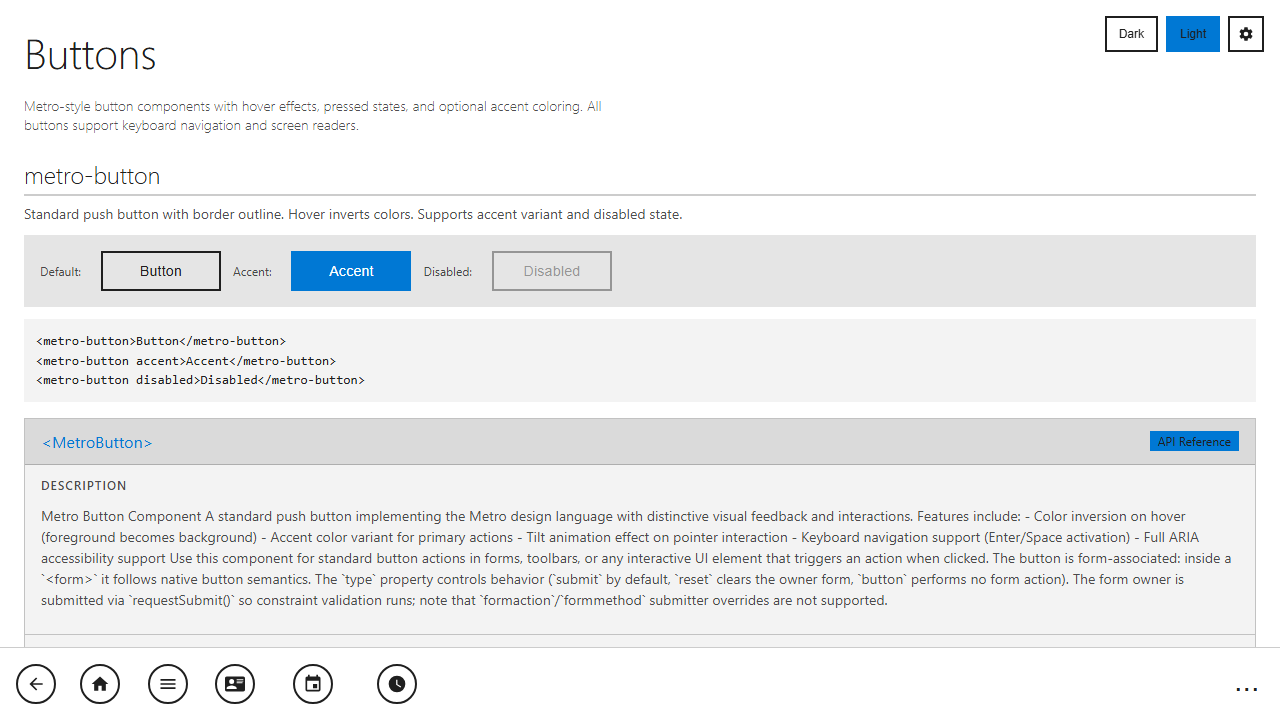 Buttons
Dark
Light
Metro-style button components with hover effects, pressed states, and optional accent coloring. All
buttons support keyboard navigation and screen readers.
metro-button
Standard push button with border outline. Hover inverts colors. Supports accent variant and disabled state.
Default:
Button
Accent:
Accent
Disabled:
Disabled
<metro-button>Button</metro-button>
<metro-button accent>Accent</metro-button>
<metro-button disabled>Disabled</metro-button>
<MetroButton>
API Reference
DESCRIPTION
Metro Button Component A standard push button implementing the Metro design language with distinctive visual feedback and interactions. Features include: - Color inversion on hover
(foreground becomes background) - Accent color variant for primary actions - Tilt animation effect on pointer interaction - Keyboard navigation support (Enter/Space activation) - Full ARIA
accessibility support Use this component for standard button actions in forms, toolbars, or any interactive UI element that triggers an action when clicked. The button is form-associated: inside a
`<form>` it follows native button semantics. The `type` property controls behavior (`submit` by default, `reset` clears the owner form, `button` performs no form action). The form owner is
submitted via `requestSubmit()` so constraint validation runs; note that `formaction`/`formmethod` submitter overrides are not supported.
...